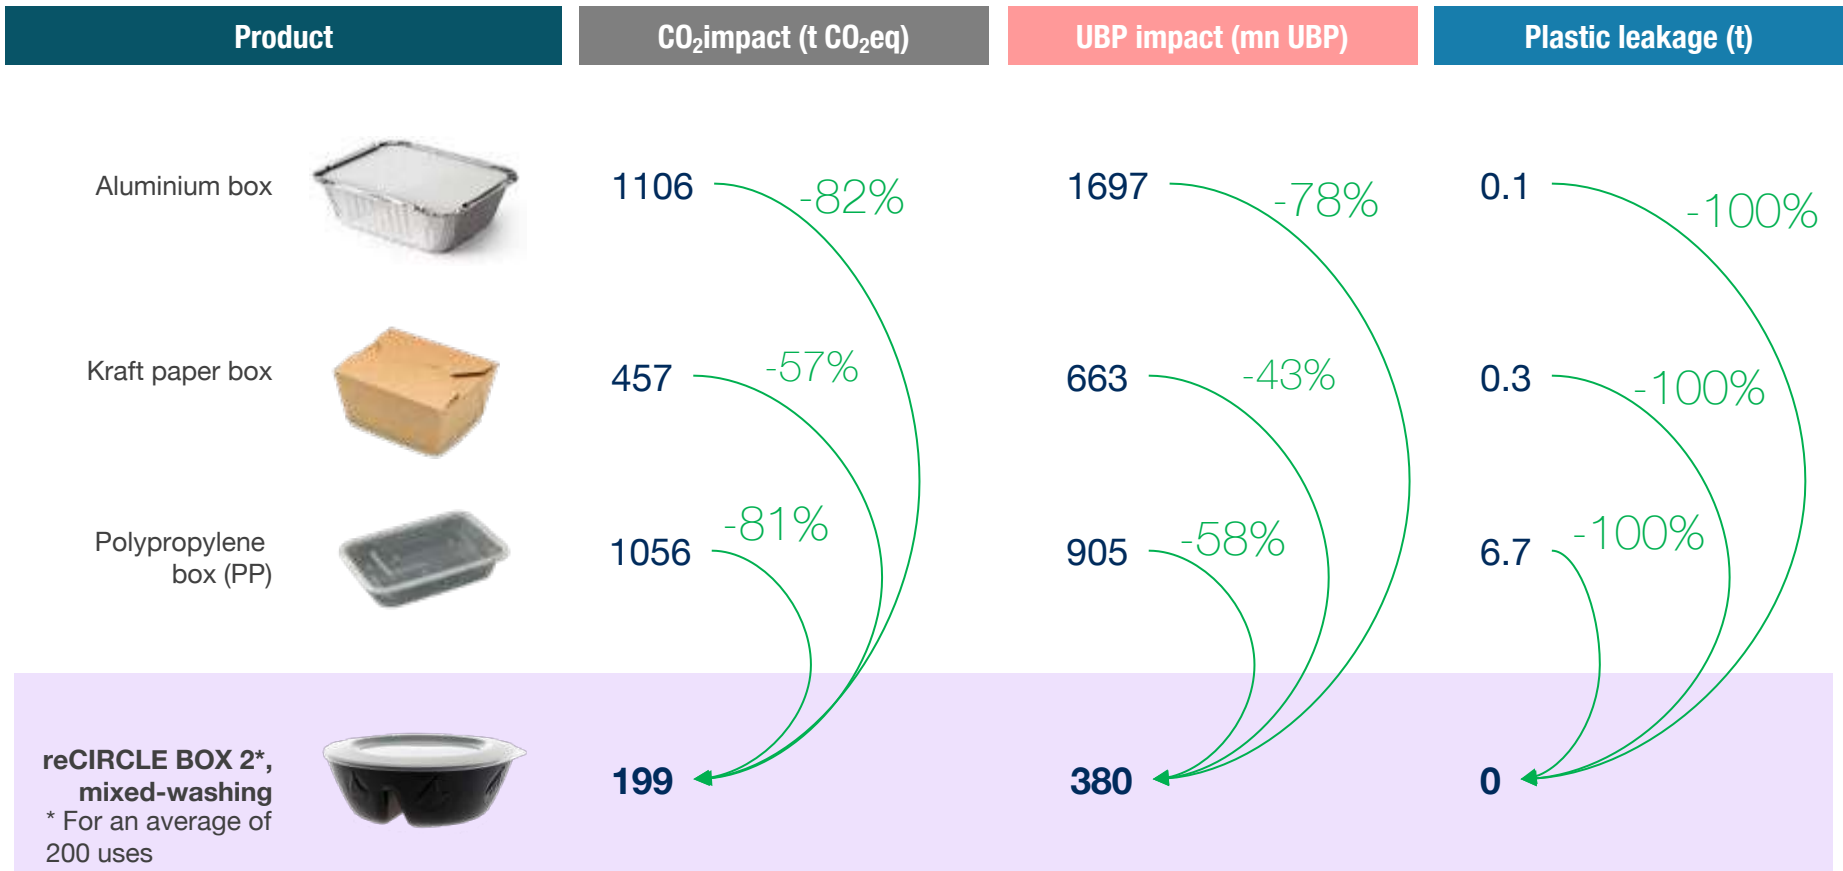 Product
CO₂impact (t CO₂eq)
UBP impact (mn UBP)
Plastic leakage (t)
Aluminium box
1106
-82%
1697
-78%
0.1
-100%
Kraft paper box
457
-57%
663
-43%
0.3
-100%
Polypropylene
box (PP)
1056
-81%
905
-58%
6.7
-100%
reCIRCLE BOX 2*,
mixed-washing
* For an average of
200 uses
199
380
0